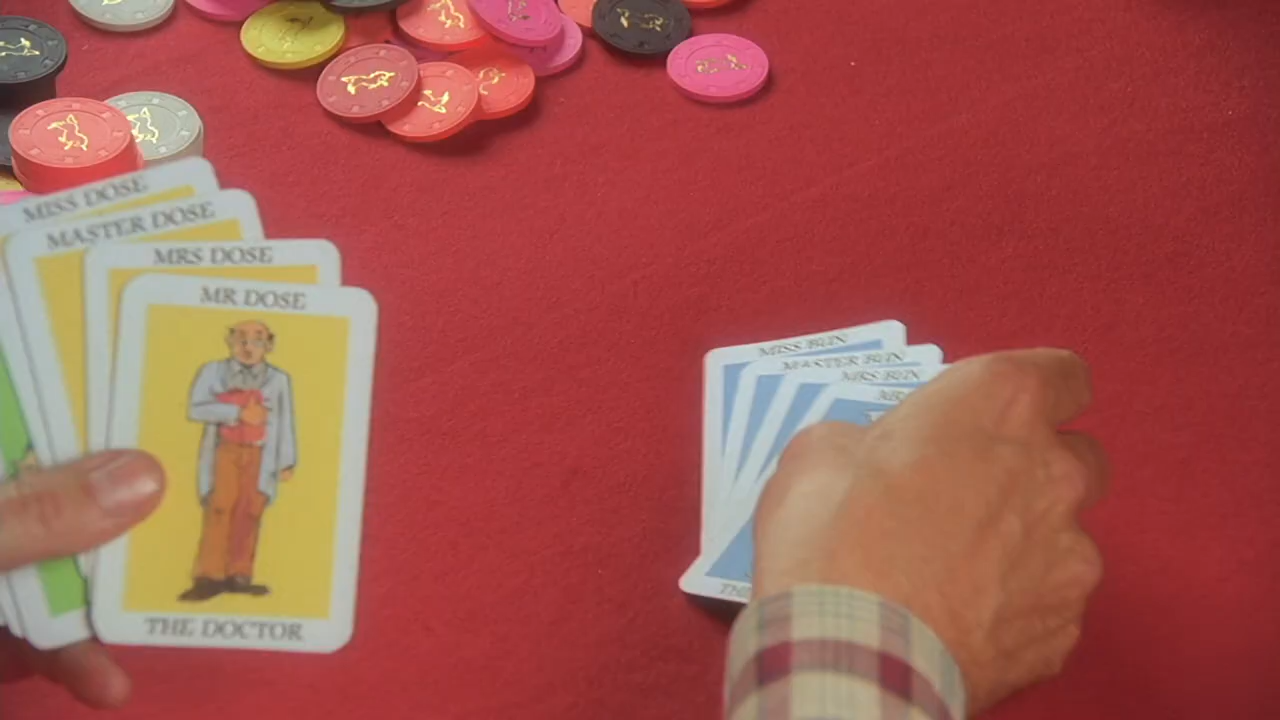 MISS DOSE
MASTER DOSE
MRS DOSE
MR DOSE
THE DOCTOR
MISS BUN
MASTER BUN
MRS BUN